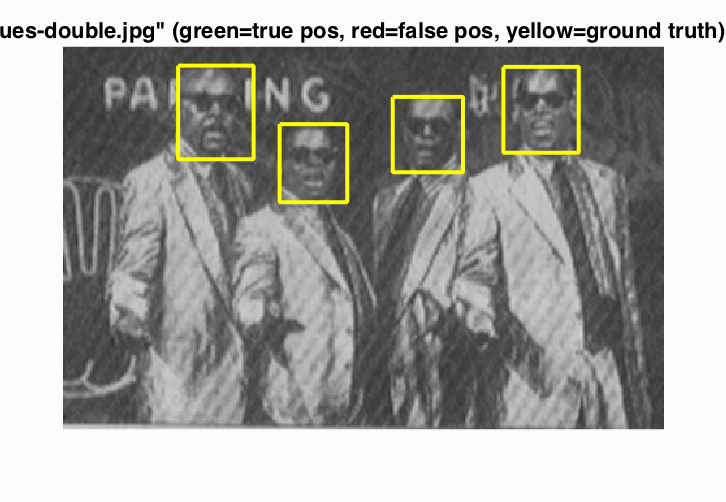 ues-double.jpg" (green=true pos, red=false pos, yellow=ground truth)
PA ING